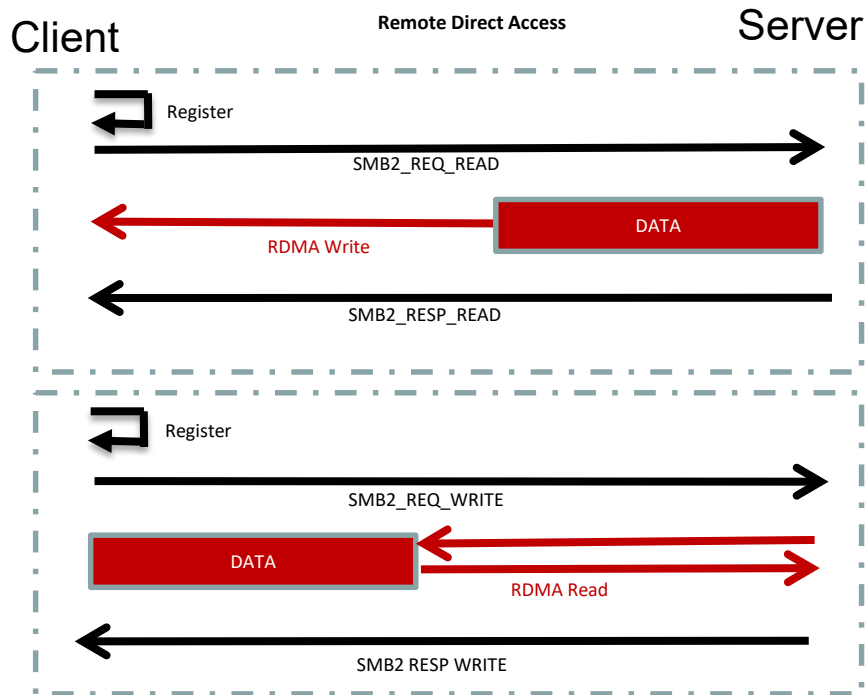 Client
Remote Direct Access
Server
Register
SMB2_REQ_READ
DATA
RDMA Write
SMB2_RESP_READ
Register
SMB2_REQ_WRITE
DATA
RDMA Read
SMB2 RESP WRITE